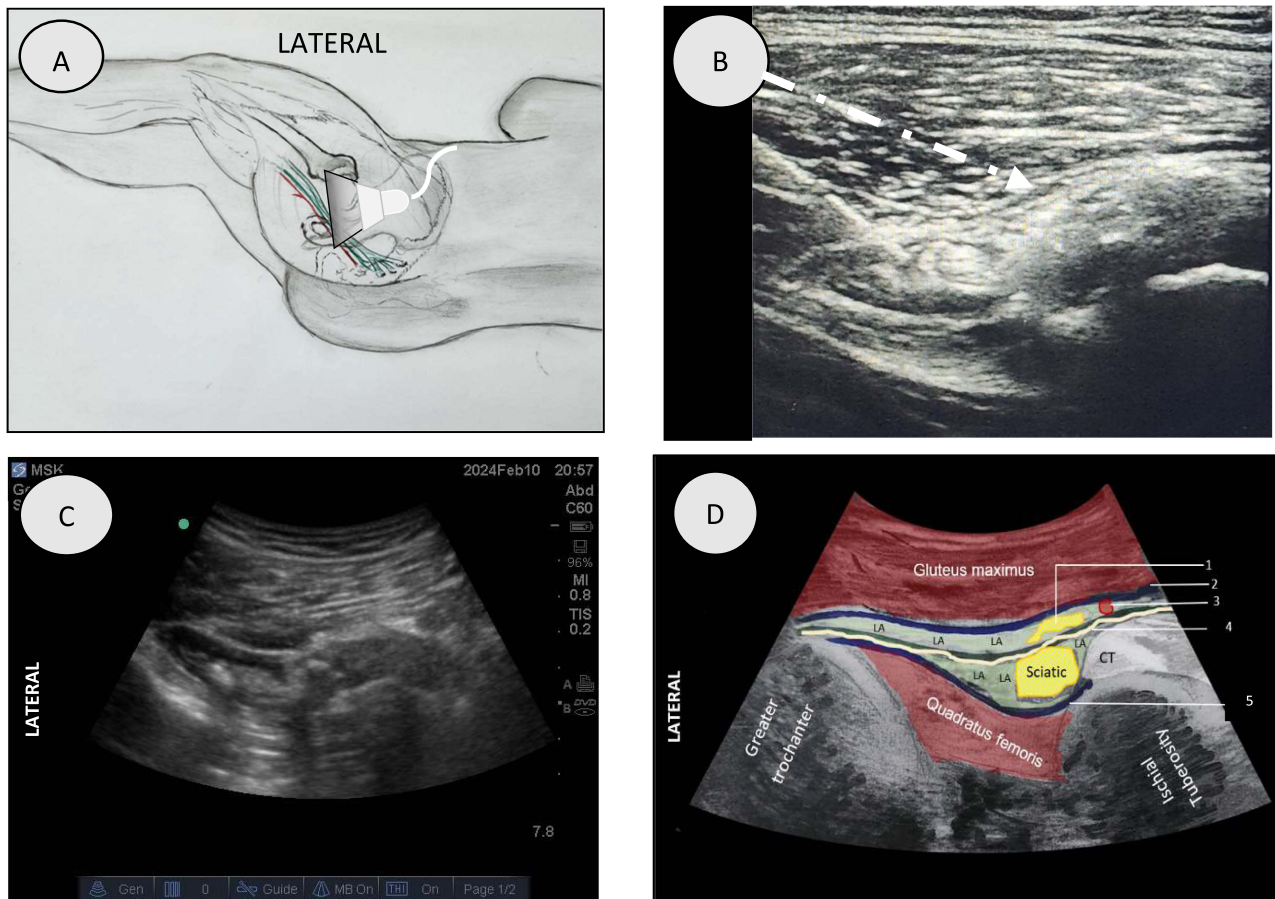 A
LATERAL
B
MSK
2024Feb10 20:57
Abd
C60
C
96%
MI
0.8
TIS
0.2
A
B
DVD
LATERAL
7.8
Gen
0
Guide
MB On
THI
On
Page 1/2
D
Gluteus maximus
1
2
3
4
5
LA
LA
LA
LA
LA
LA
Sciatic
CT
Quadratus femoris
Greater
trochanter
Ischial
Tuberosity
LATERAL